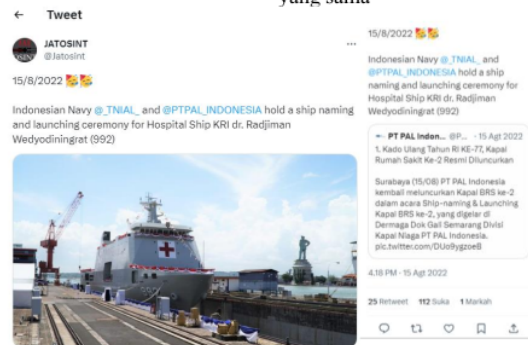 yang sama
← Tweet
JATOSINT
@Jatosint
15/8/2022
Indonesian Navy @_TNIAL_ and @PTPAL_INDONESIA hold a ship naming
and launching ceremony for Hospital Ship KRI dr. Radjiman
Wedyodiningrat (992)
15/8/2022
Indonesian Navy @_TNIAL_ and
@PTPAL_INDONESIA hold a ship
naming and launching ceremony for
Hospital Ship KRI dr. Radjiman
Wedyodiningrat (992)
PT PAL Indon... @P... · 15 Agt 2022
1. Kado Ulang Tahun RI KE-77, Kapal
Rumah Sakit Ke-2 Resmi Diluncurkan
Surabaya (15/08) PT PAL Indonesia
kembali meluncurkan Kapal BRS ke-2
dalam acara Ship-naming & Launching
Kapal BRS ke-2, yang digelar di
Dermaga Dok Gali Semarang Divisi
Kapal Niaga PT PAL Indonesia.
pic.twitter.com/DUo9ygzoeB
4.18 PM · 15 Agt 2022
25 Retweet 112 Suka 1 Markah